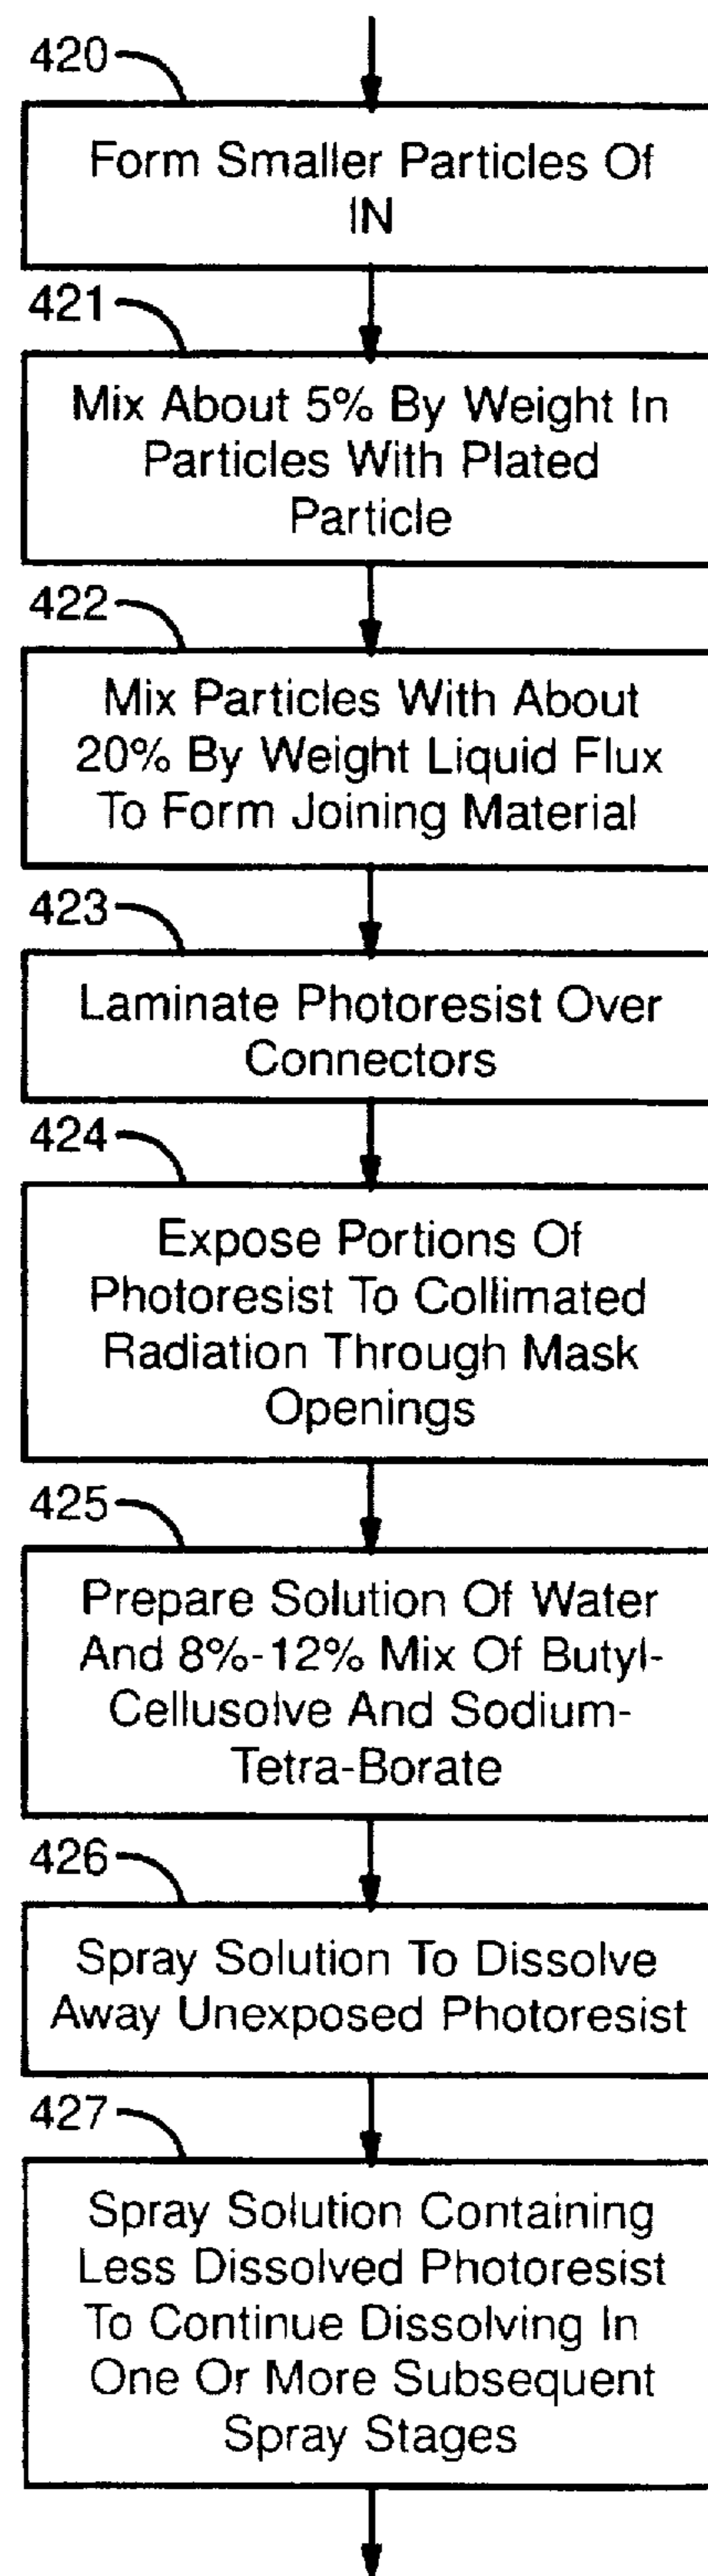 420
Form Smaller Particles Of
IN
421
Mix About 5% By Weight In
Particles With Plated
Particle
422
Mix Particles With About
20% By Weight Liquid Flux
To Form Joining Material
423
Laminate Photoresist Over
Connectors
424
Expose Portions Of
Photoresist To Collimated
Radiation Through Mask
Openings
425
Prepare Solution Of Water
And 8%-12% Mix Of Butyl-
Cellusolve And Sodium-
Tetra-Borate
426
Spray Solution To Dissolve
Away Unexposed Photoresist
427
Spray Solution Containing
Less Dissolved Photoresist
To Continue Dissolving In
One Or More Subsequent
Spray Stages